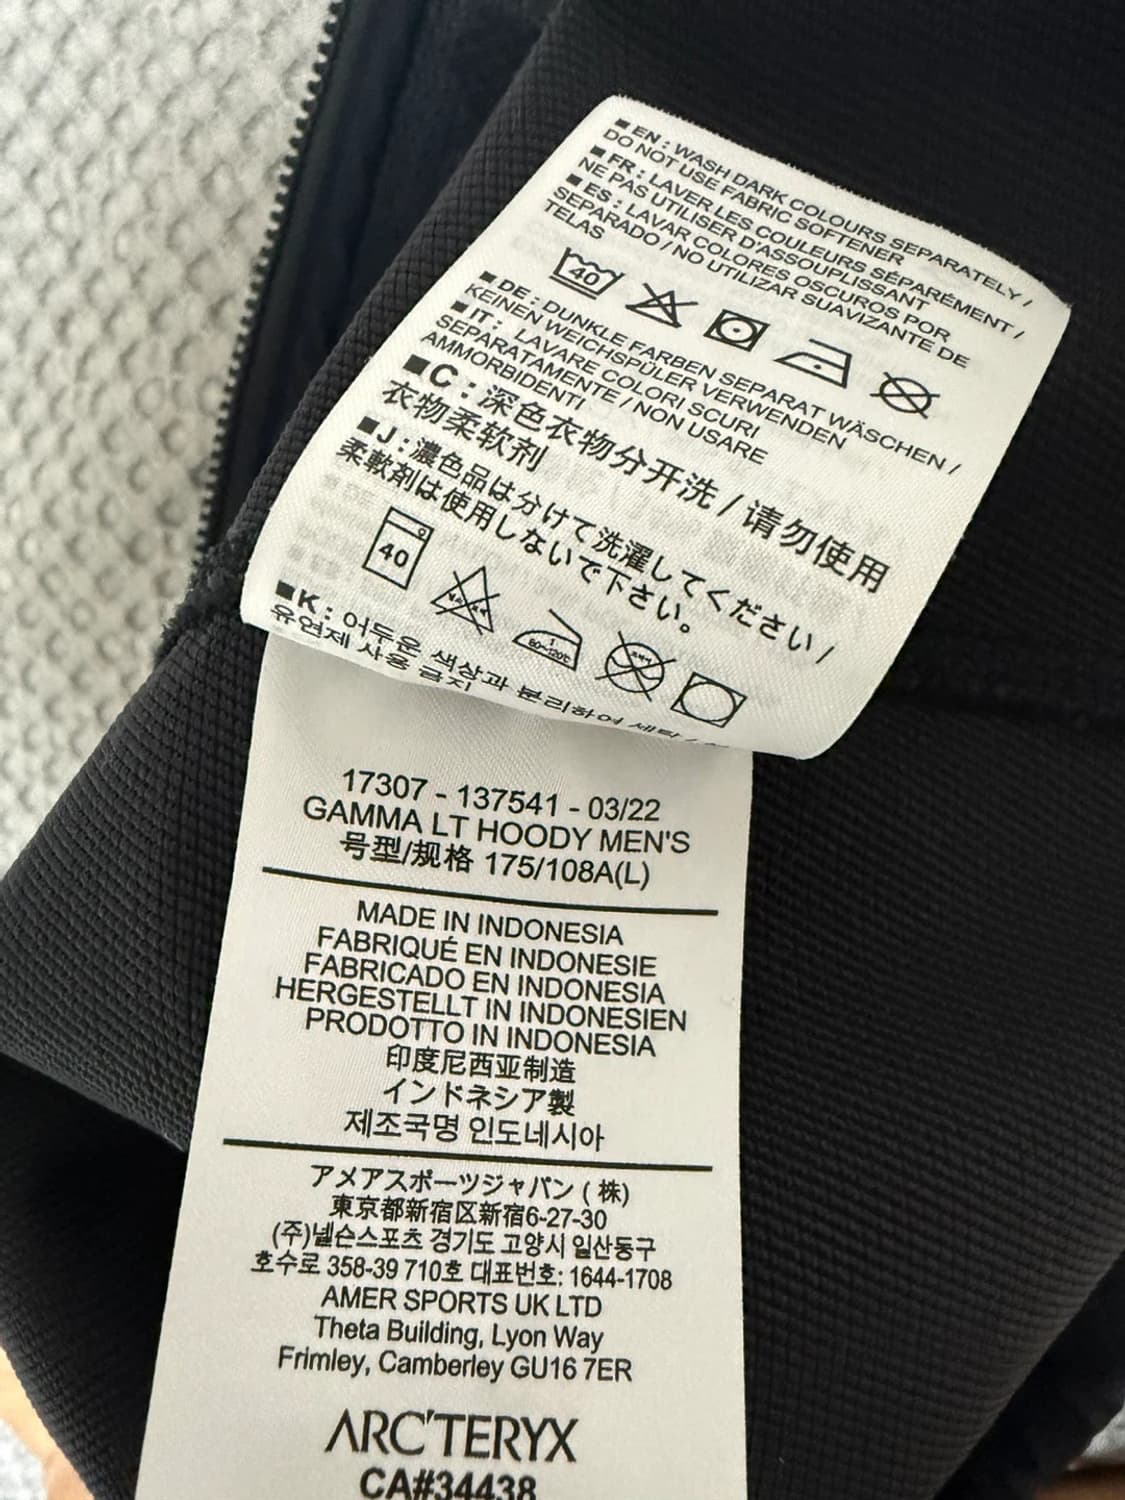 ■ EN : WASH DARK COLOURS SEPARATELY /
DO NOT USE FABRIC SOFTENER
■ FR : LAVER LES COULEURS SÉPARÉMENT /
NE PAS UTILISER D'ASSOUPLISSANT
■ ES : LAVAR COLORES OSCUROS POR
SEPARADO / NO UTILIZAR SUAVIZANTE DE
TELAS
40
■ DE : DUNKLE FARBEN SEPARAT WÄSCHEN /
KEINEN WEICHSPÜLER VERWENDEN
■ IT : LAVARE COLORI SCURI
SEPARATAMENTE / NON USARE
AMMORBIDENTI
■ C : 深色衣物分开洗 / 请勿使用
衣物柔软剂
■ J : 濃色品は分けて洗濯してください /
柔軟剤は使用しないで下さい。
40
1
80~120℃
■ K : 어두운 색상과 분리하여 세탁 /
유연제 사용 금지
17307 - 137541 - 03/22
GAMMA LT HOODY MEN'S
号型/规格 175/108A(L)
MADE IN INDONESIA
FABRIQUÉ EN INDONESIE
FABRICADO EN INDONESIA
HERGESTELLT IN INDONESIEN
PRODOTTO IN INDONESIA
印度尼西亚制造
インドネシア製
제조국명 인도네시아
アメアスポーツジャパン ( 株)
東京都新宿区新宿6-27-30
(주)넬슨스포츠 경기도 고양시 일산동구
호수로 358-39 710호 대표번호: 1644-1708
AMER SPORTS UK LTD
Theta Building, Lyon Way
Frimley, Camberley GU16 7ER
ARC'TERYX
CA#34438